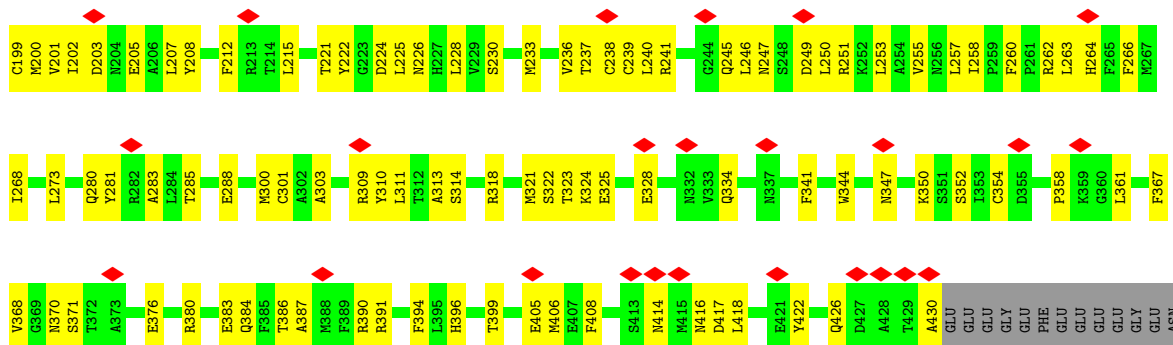 C199 M200 V201 I202 D203 N204 E205 A206 L207 Y208 F212 R213 T214 L215 T221 Y222 G223 D224 L225 N226 H227 L228 V229 S230 M233 V236 T237 C238 C239 L240 R241 G244 Q245 L246 N247 S248 D249 L250 R251 K252 L253 A254 V255 N256 L257 I258 P259 F260 P261 R262 L263 H264 F265 F266 M267
I268 L273 Q280 Y281 R282 A283 L284 T285 E288 M300 C301 A302 A303 R309 Y310 L311 T312 A313 S314 R318 M321 S322 T323 K324 E325 E328 N332 V333 Q334 N337 F341 W344 N347 K350 S351 S352 I353 C354 D355 P358 K359 G360 L361 F367
V368 G369 N370 S371 T372 A373 E376 R380 E383 Q384 F385 T386 A387 M388 F389 R390 R391 F394 L395 H396 T399 E405 M406 E407 F408 S413 N414 M415 N416 D417 L418 E421 Y422 Q426 D427 A428 T429 A430 GLU GLU GLU GLY GLU PHE GLU GLU GLU GLY GLU ASN